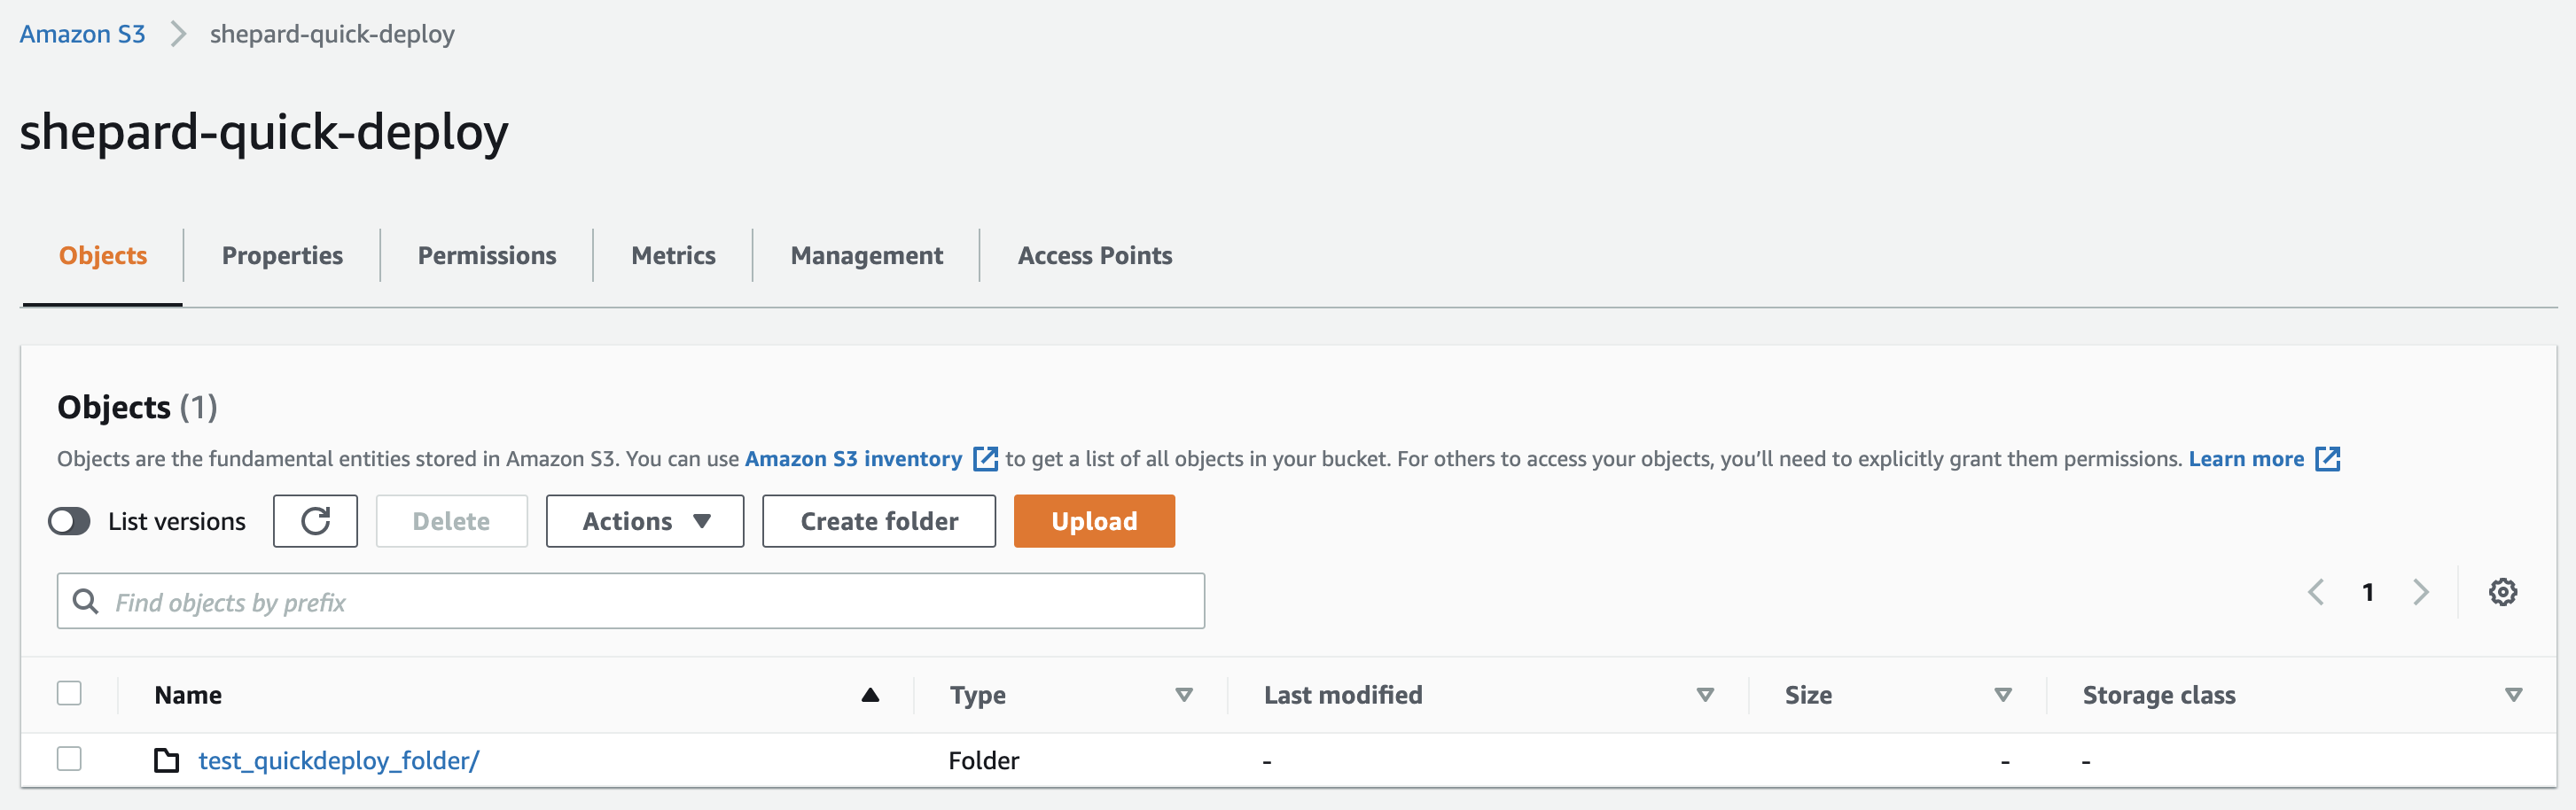 Amazon S3 shepard-quick-deploy
shepard-quick-deploy
Objects Properties Permissions Metrics Management Access Points
Objects (1)
Objects are the fundamental entities stored in Amazon S3. You can use Amazon S3 inventory to get a list of all objects in your bucket. For others to access your objects, you’ll need to explicitly grant them permissions. Learn more
List versions Delete Actions Create folder Upload
Find objects by prefix 1
Name Type Last modified Size Storage class
test_quickdeploy_folder/ Folder - - -